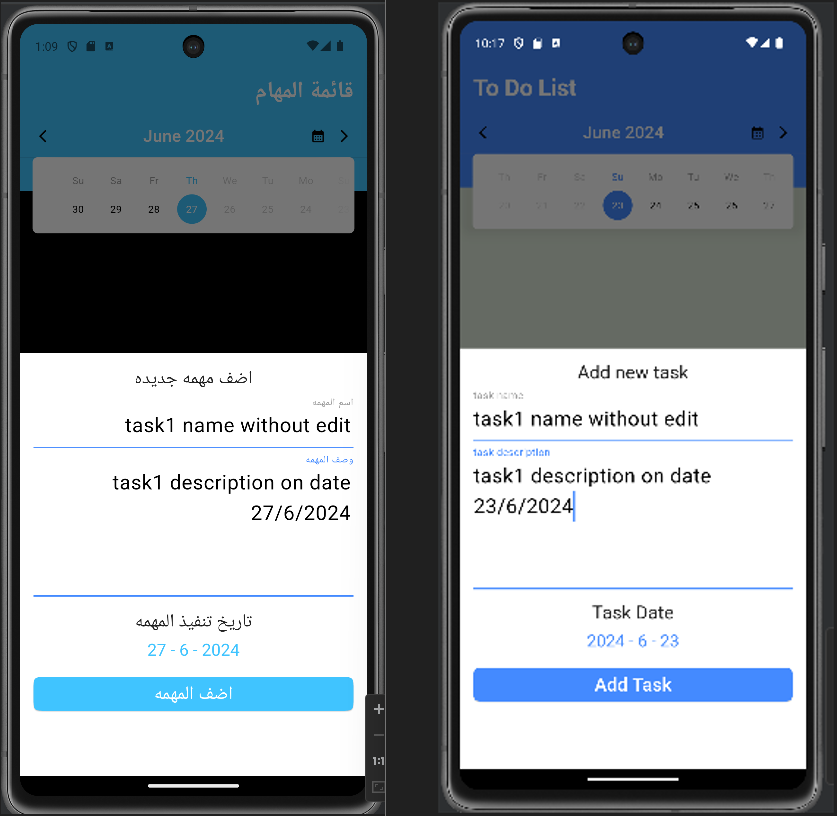 1:09
قائمة المهام
June 2024
Su Sa Fr Th We Tu Mo
30 29 28 27 26 25 24
اضف مهمه جديده
اسم المهمه
task1 name without edit
وصف المهمه
task1 description on date
27/6/2024
تاريخ تنفيذ المهمه
27 - 6 - 2024
اضف المهمه
1:1
10:17
To Do List
June 2024
Th Fr Sa Su Mo Tu We Th
20 21 22 23 24 25 26 27
Add new task
task name
task1 name without edit
task description
task1 description on date
23/6/2024
Task Date
2024 - 6 - 23
Add Task